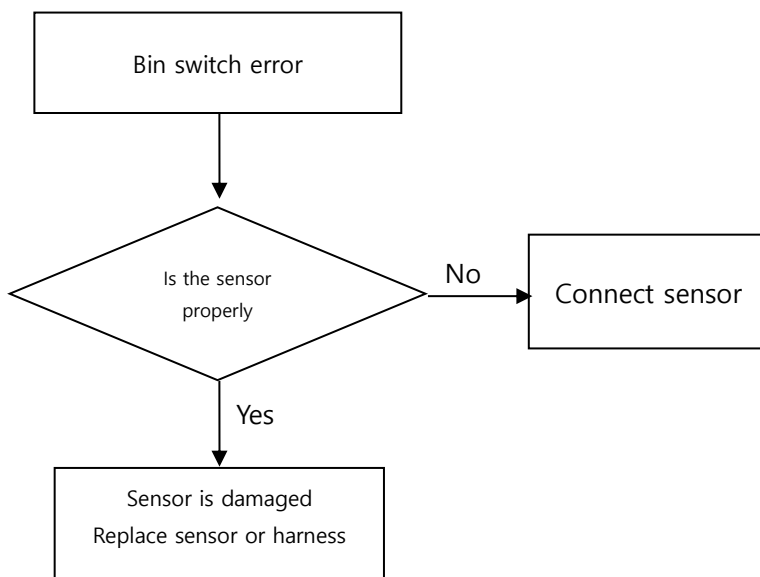 Bin switch error
Is the sensor
properly
No
Connect sensor
Yes
Sensor is damaged
Replace sensor or harness